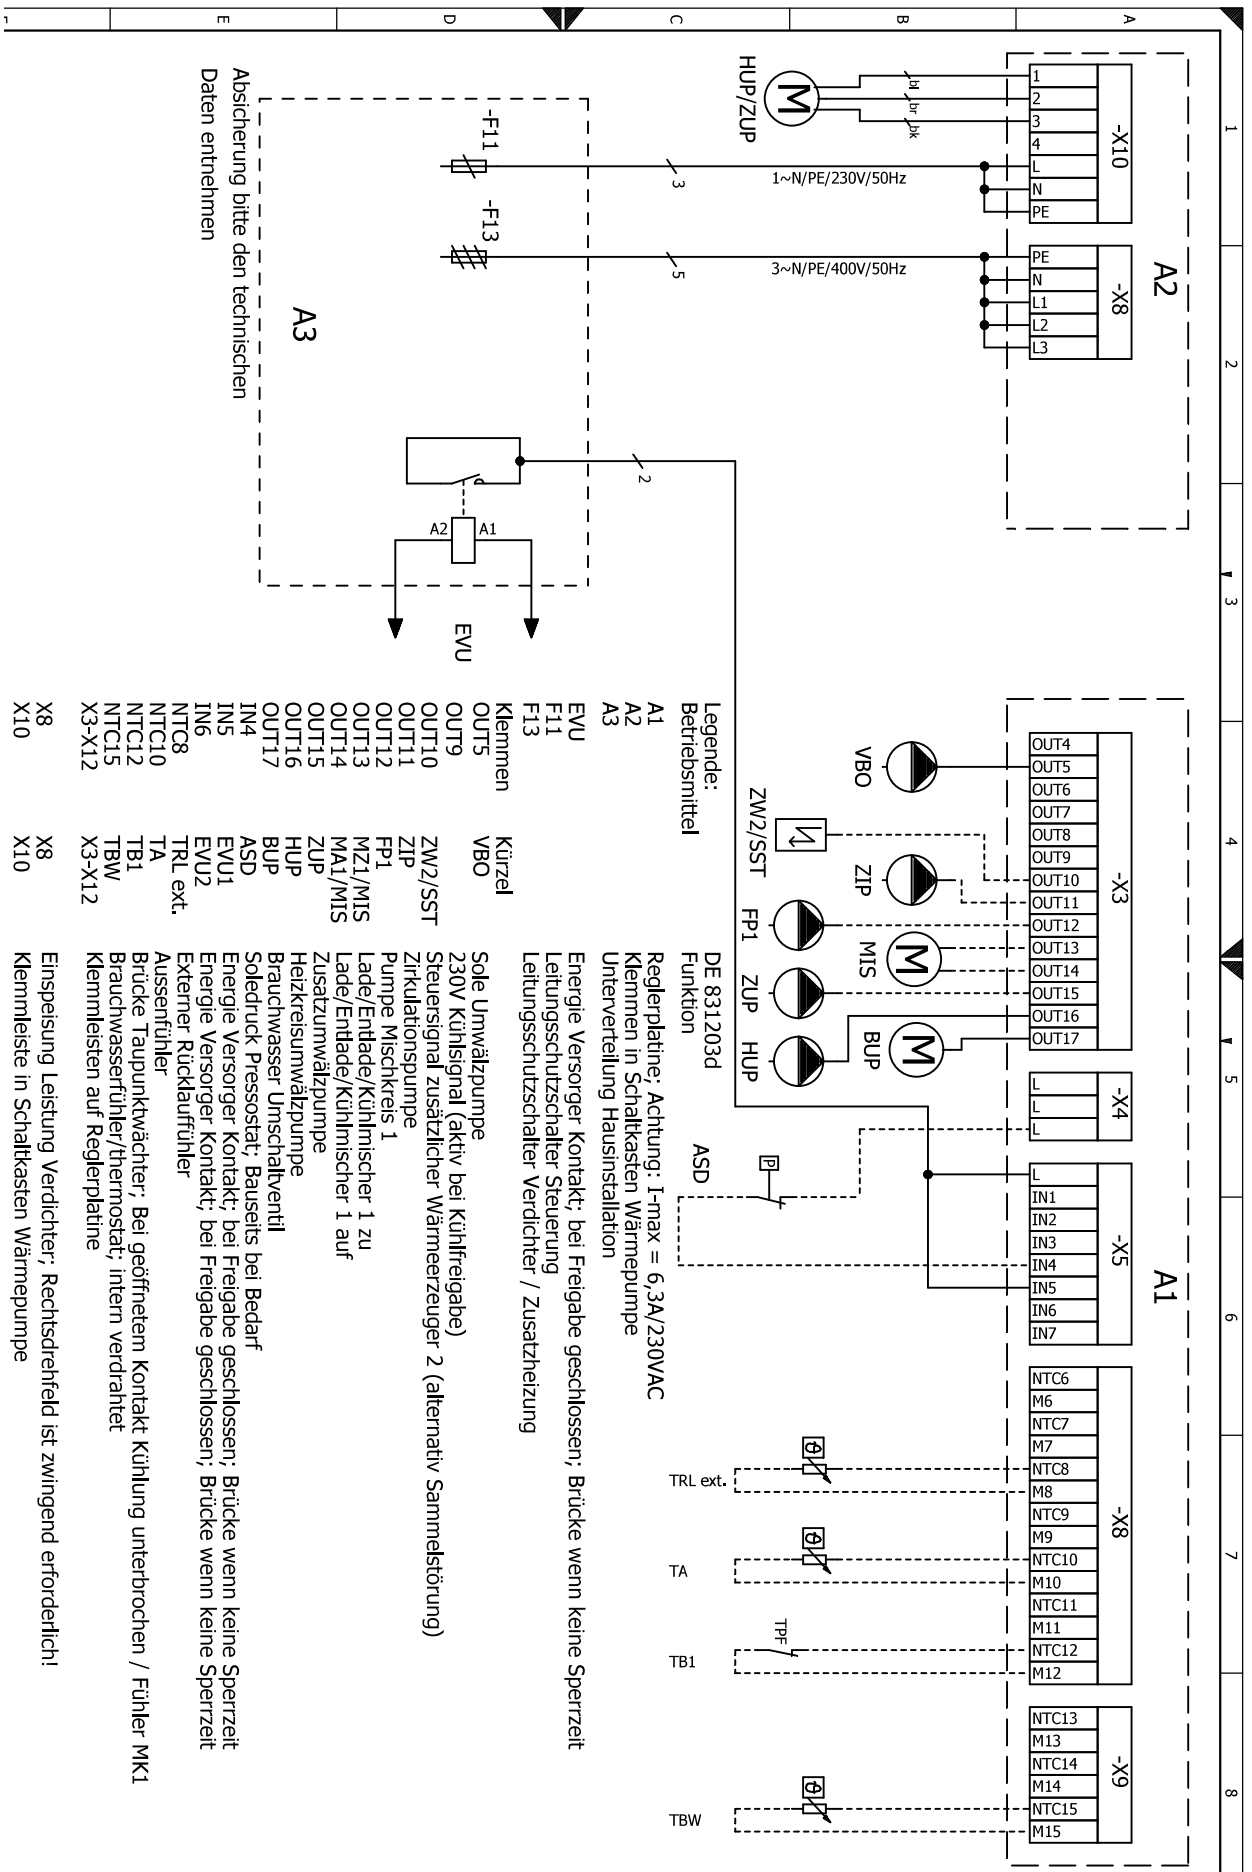 1
2
3
4
5
6
7
8
A
B
C
D
E
A2
-X10
1
2
3
4
L
N
PE
-X8
PE
N
L1
L2
L3
bl
br
bk
HUP/ZUP
M
1~N/PE/230V/50Hz
3~N/PE/400V/50Hz
3
5
2
-F11
-F13
A3
A2
A1
EVU
Absicherung bitte den technischen
Daten entnehmen
A1
-X3
OUT4
OUT5
OUT6
OUT7
OUT8
OUT9
OUT10
OUT11
OUT12
OUT13
OUT14
OUT15
OUT16
OUT17
-X4
L
L
L
-X5
L
IN1
IN2
IN3
IN4
IN5
IN6
IN7
-X8
NTC6
M6
NTC7
M7
NTC8
M8
NTC9
M9
NTC10
M10
NTC11
M11
NTC12
M12
-X9
NTC13
M13
NTC14
M14
NTC15
M15
VBO
ZW2/SST
ZIP
FP1
M
MIS
ZUP
HUP
M
BUP
P
ASD
ϑ
TRL ext.
ϑ
TA
TPF
TB1
ϑ
TBW
Legende: DE 831203d
Betriebsmittel Funktion
A1 Reglerplatine; Achtung: I-max = 6,3A/230VAC
A2 Klemmen in Schaltkasten Wärmepumpe
A3 Unterverteilung Hausinstallation
EVU Energie Versorger Kontakt; bei Freigabe geschlossen; Brücke wenn keine Sperrzeit
F11 Leitungsschutzschalter Steuerung
F13 Leitungsschutzschalter Verdichter / Zusatzheizung
Klemmen Kürzel
OUT5 VBO Sole Umwälzpumpe
OUT9 230V Kühlsignal (aktiv bei Kühlfreigabe)
OUT10 ZW2/SST Steuersignal zusätzlicher Wärmeerzeuger 2 (alternativ Sammelstörung)
OUT11 ZIP Zirkulationspumpe
OUT12 FP1 Pumpe Mischkreis 1
OUT13 MZ1/MIS Lade/Entlade/Kühlmischer 1 zu
OUT14 MA1/MIS Lade/Entlade/Kühlmischer 1 auf
OUT15 ZUP Zusatzumwälzpumpe
OUT16 HUP Heizkreisumwälzpumpe
OUT17 BUP Brauchwasser Umschaltventil
IN4 ASD Soledruck Pressostat; Bauseits bei Bedarf
IN5 EVU1 Energie Versorger Kontakt; bei Freigabe geschlossen; Brücke wenn keine Sperrzeit
IN6 EVU2 Energie Versorger Kontakt; bei Freigabe geschlossen; Brücke wenn keine Sperrzeit
NTC8 TRL ext. Externer Rücklauffühler
NTC10 TA Aussenfühler
NTC12 TB1 Brücke Taupunktwächter; Bei geöffnetem Kontakt Kühlung unterbrochen / Fühler MK1
NTC15 TBW Brauchwasserfühler/thermostat; intern verdrahtet
X3-X12 X3-X12 Klemmleisten auf Reglerplatine
X8 X8 Einspeisung Leistung Verdichter; Rechtsdrehfeld ist zwingend erforderlich!
X10 X10 Klemmleiste in Schaltkasten Wärmepumpe